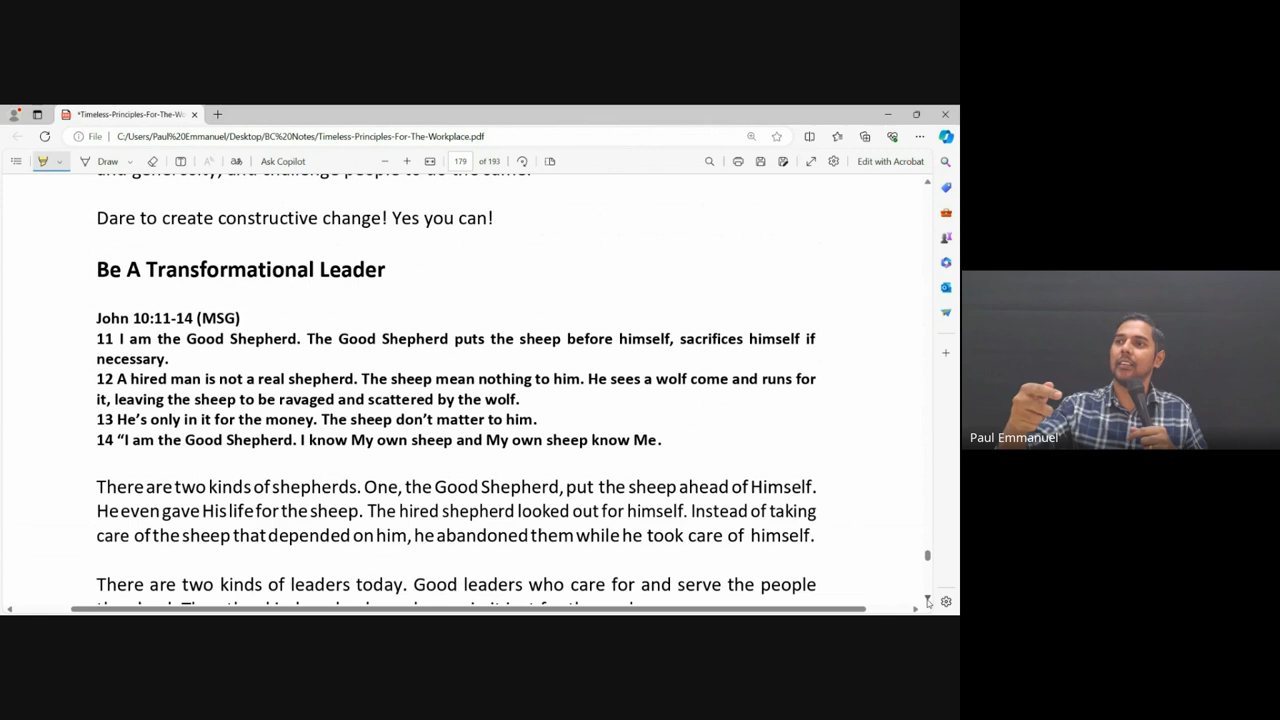 *Timeless-Principles-For-The-Wo
File
C:/Users/Paul%20Emmanuel/Desktop/BC%20Notes/Timeless-Principles-For-The-Workplace.pdf
Draw
Ask Copilot
179 of 193
Edit with Acrobat
Dare to create constructive change! Yes you can!
Be A Transformational Leader
John 10:11-14 (MSG)
11 I am the Good Shepherd. The Good Shepherd puts the sheep before himself, sacrifices himself if
necessary.
12 A hired man is not a real shepherd. The sheep mean nothing to him. He sees a wolf come and runs for
it, leaving the sheep to be ravaged and scattered by the wolf.
13 He’s only in it for the money. The sheep don’t matter to him.
14 “I am the Good Shepherd. I know My own sheep and My own sheep know Me.
There are two kinds of shepherds. One, the Good Shepherd, put the sheep ahead of Himself.
He even gave His life for the sheep. The hired shepherd looked out for himself. Instead of taking
care of the sheep that depended on him, he abandoned them while he took care of himself.
There are two kinds of leaders today. Good leaders who care for and serve the people
Paul Emmanuel